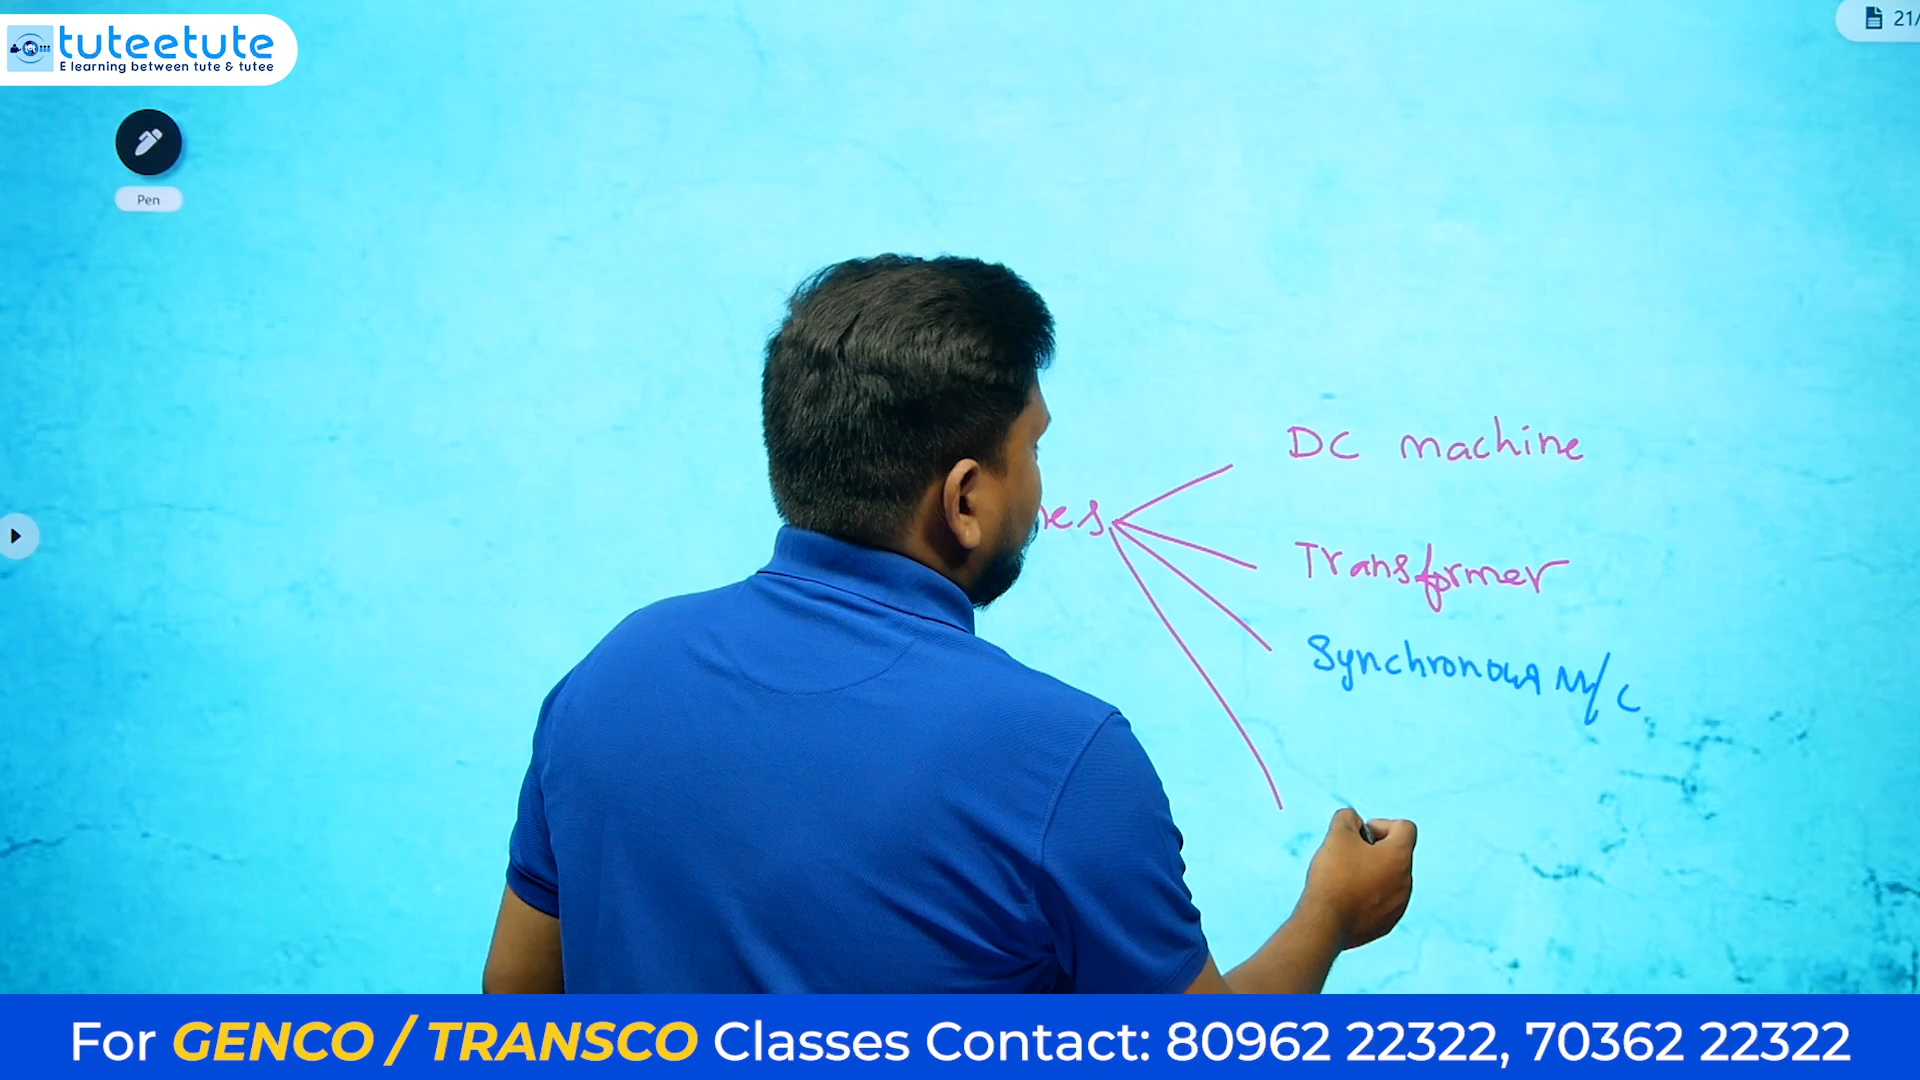 tuteetute
E learning between tute & tutee
21/
Pen
DC machine
Transformer
Synchronous M/C
For GENCO / TRANSCO Classes Contact: 80962 22322, 70362 22322